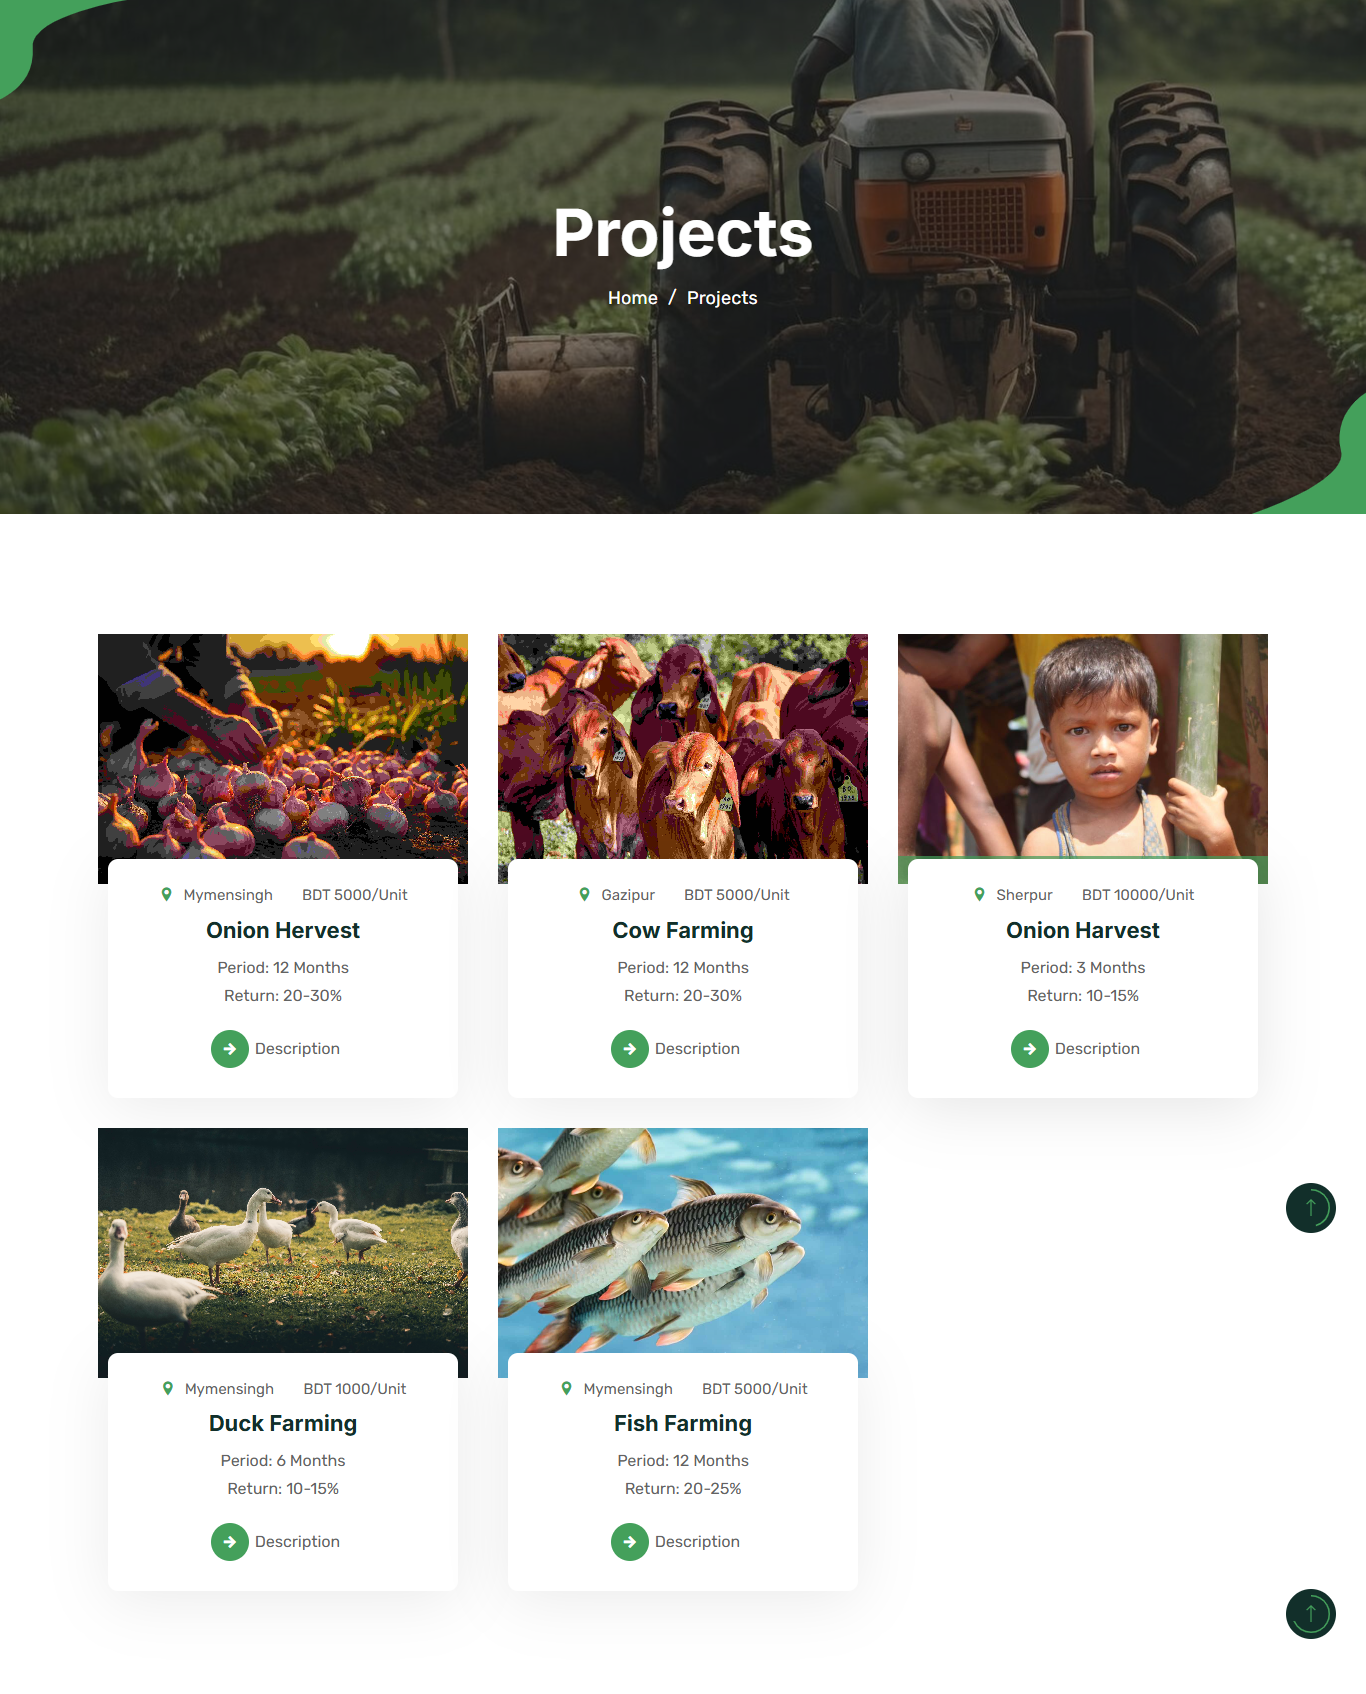 Projects
Home / Projects
Mymensingh BDT 5000/Unit
Onion Hervest
Period: 12 Months
Return: 20-30%
Description
Gazipur BDT 5000/Unit
Cow Farming
Period: 12 Months
Return: 20-30%
Description
Sherpur BDT 10000/Unit
Onion Harvest
Period: 3 Months
Return: 10-15%
Description
Mymensingh BDT 1000/Unit
Duck Farming
Period: 6 Months
Return: 10-15%
Description
Mymensingh BDT 5000/Unit
Fish Farming
Period: 12 Months
Return: 20-25%
Description